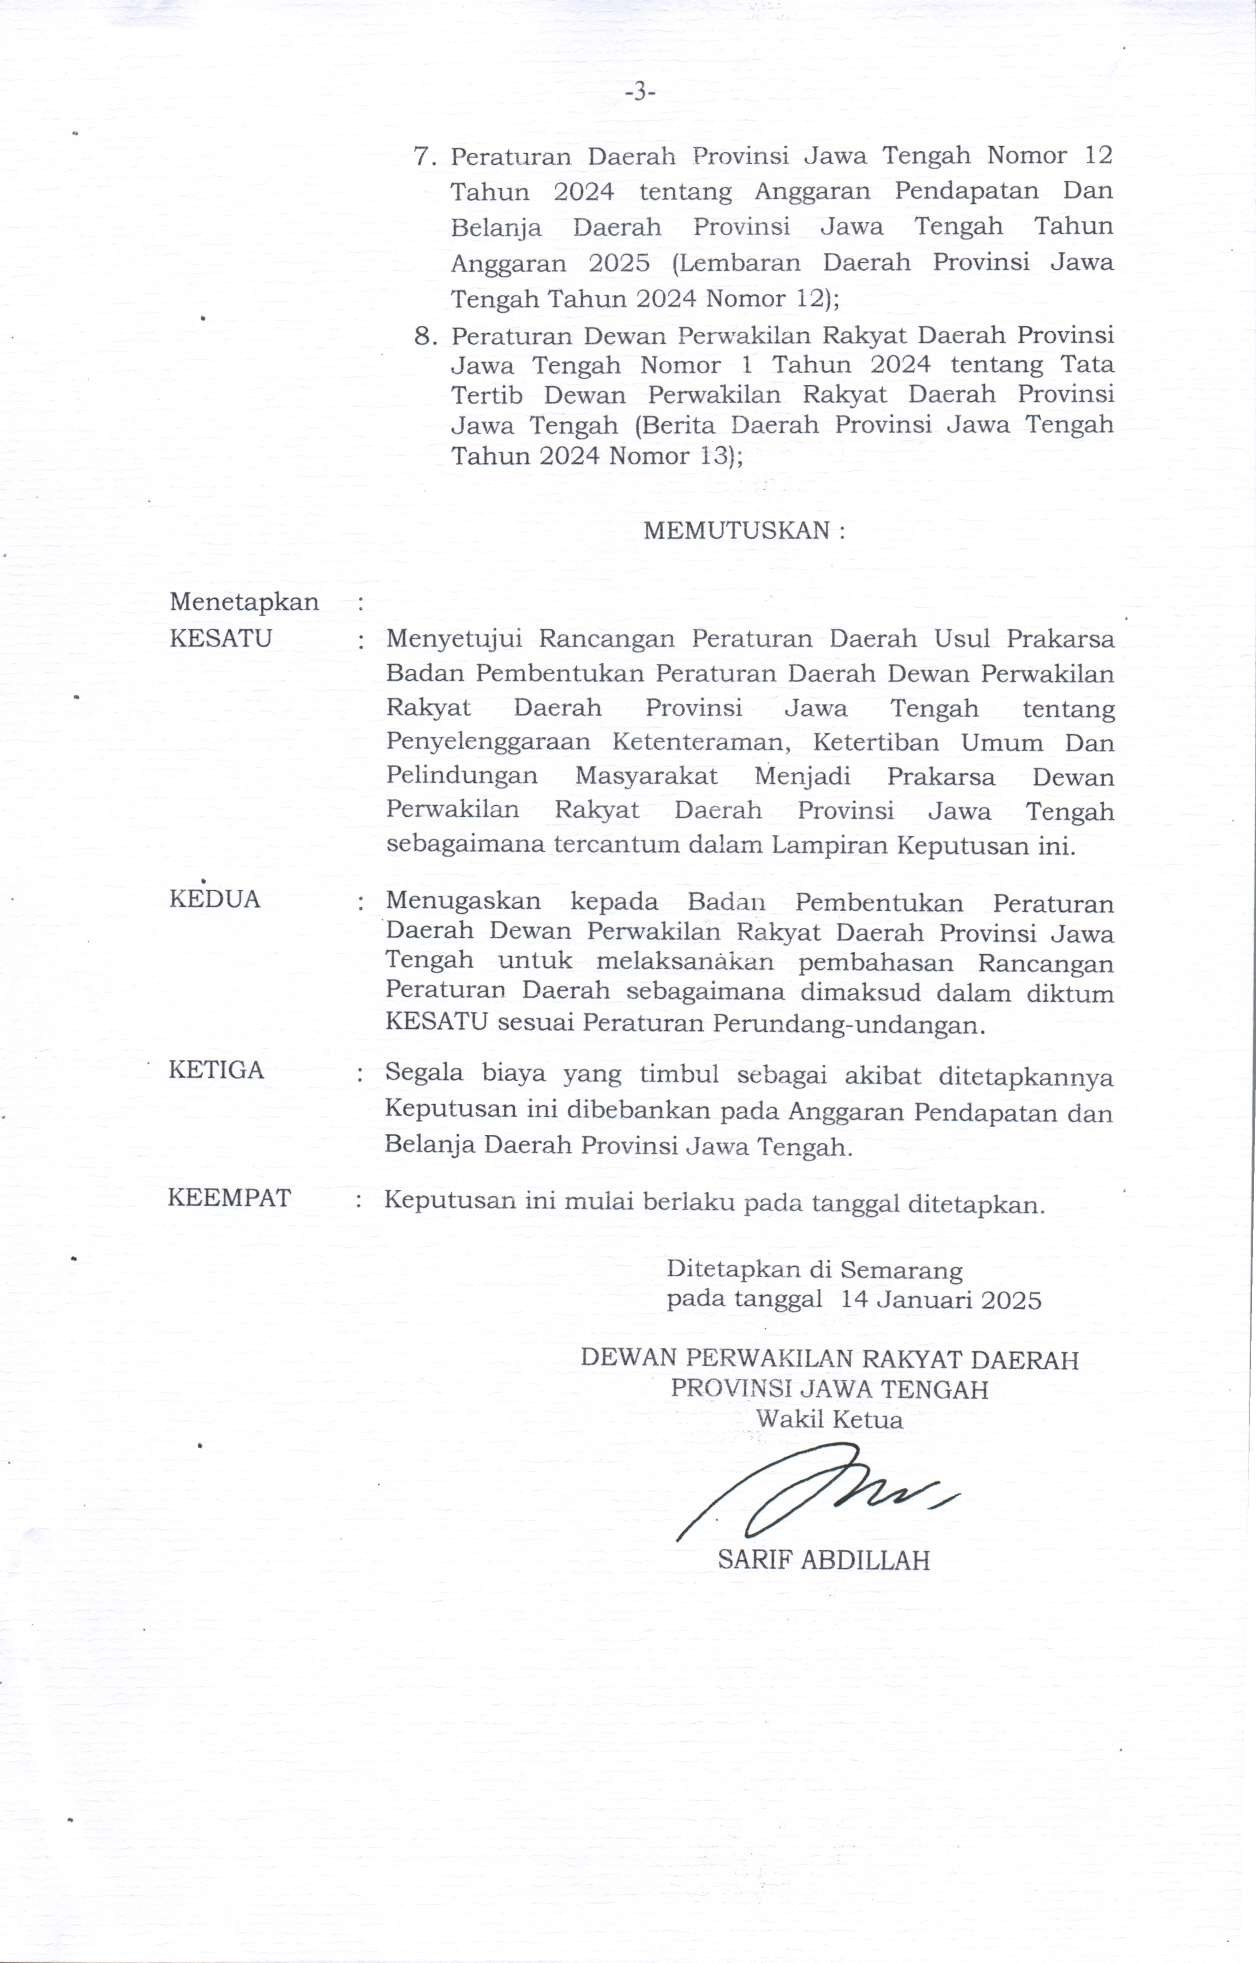 -3-
7. Peraturan Daerah Provinsi Jawa Tengah Nomor 12
Tahun 2024 tentang Anggaran Pendapatan Dan
Belanja Daerah Provinsi Jawa Tengah Tahun
Anggaran 2025 (Lembaran Daerah Provinsi Jawa
Tengah Tahun 2024 Nomor 12);
8. Peraturan Dewan Perwakilan Rakyat Daerah Provinsi
Jawa Tengah Nomor 1 Tahun 2024 tentang Tata
Tertib Dewan Perwakilan Rakyat Daerah Provinsi
Jawa Tengah (Berita Daerah Provinsi Jawa Tengah
Tahun 2024 Nomor 13);
MEMUTUSKAN :
Menetapkan :
KESATU : Menyetujui Rancangan Peraturan Daerah Usul Prakarsa
Badan Pembentukan Peraturan Daerah Dewan Perwakilan
Rakyat Daerah Provinsi Jawa Tengah tentang
Penyelenggaraan Ketenteraman, Ketertiban Umum Dan
Pelindungan Masyarakat Menjadi Prakarsa Dewan
Perwakilan Rakyat Daerah Provinsi Jawa Tengah
sebagaimana tercantum dalam Lampiran Keputusan ini.
KEDUA : Menugaskan kepada Badan Pembentukan Peraturan
Daerah Dewan Perwakilan Rakyat Daerah Provinsi Jawa
Tengah untuk melaksanakan pembahasan Rancangan
Peraturan Daerah sebagaimana dimaksud dalam diktum
KESATU sesuai Peraturan Perundang-undangan.
KETIGA : Segala biaya yang timbul sebagai akibat ditetapkannya
Keputusan ini dibebankan pada Anggaran Pendapatan dan
Belanja Daerah Provinsi Jawa Tengah.
KEEMPAT : Keputusan ini mulai berlaku pada tanggal ditetapkan.
Ditetapkan di Semarang
pada tanggal 14 Januari 2025
DEWAN PERWAKILAN RAKYAT DAERAH
PROVINSI JAWA TENGAH
Wakil Ketua
SARIF ABDILLAH